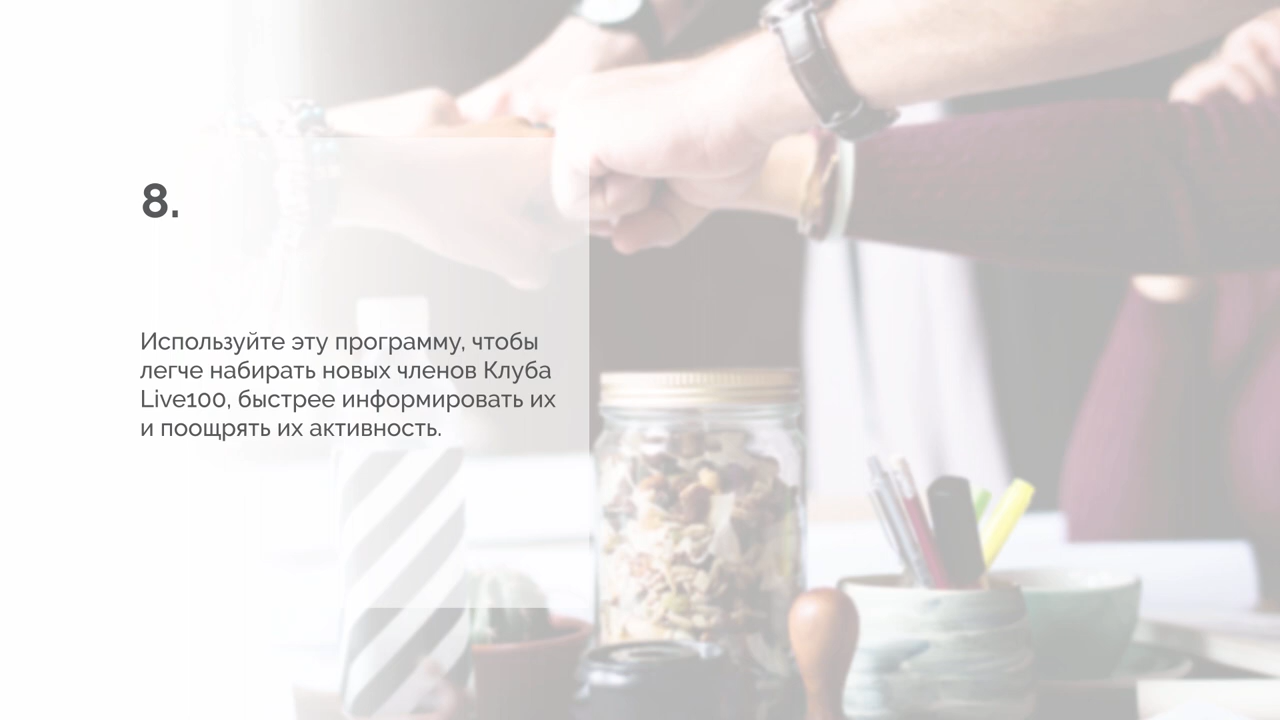 8.
Используйте эту программу, чтобы
легче набирать новых членов Клуба
Live100, быстрее информировать их
и поощрять их активность.